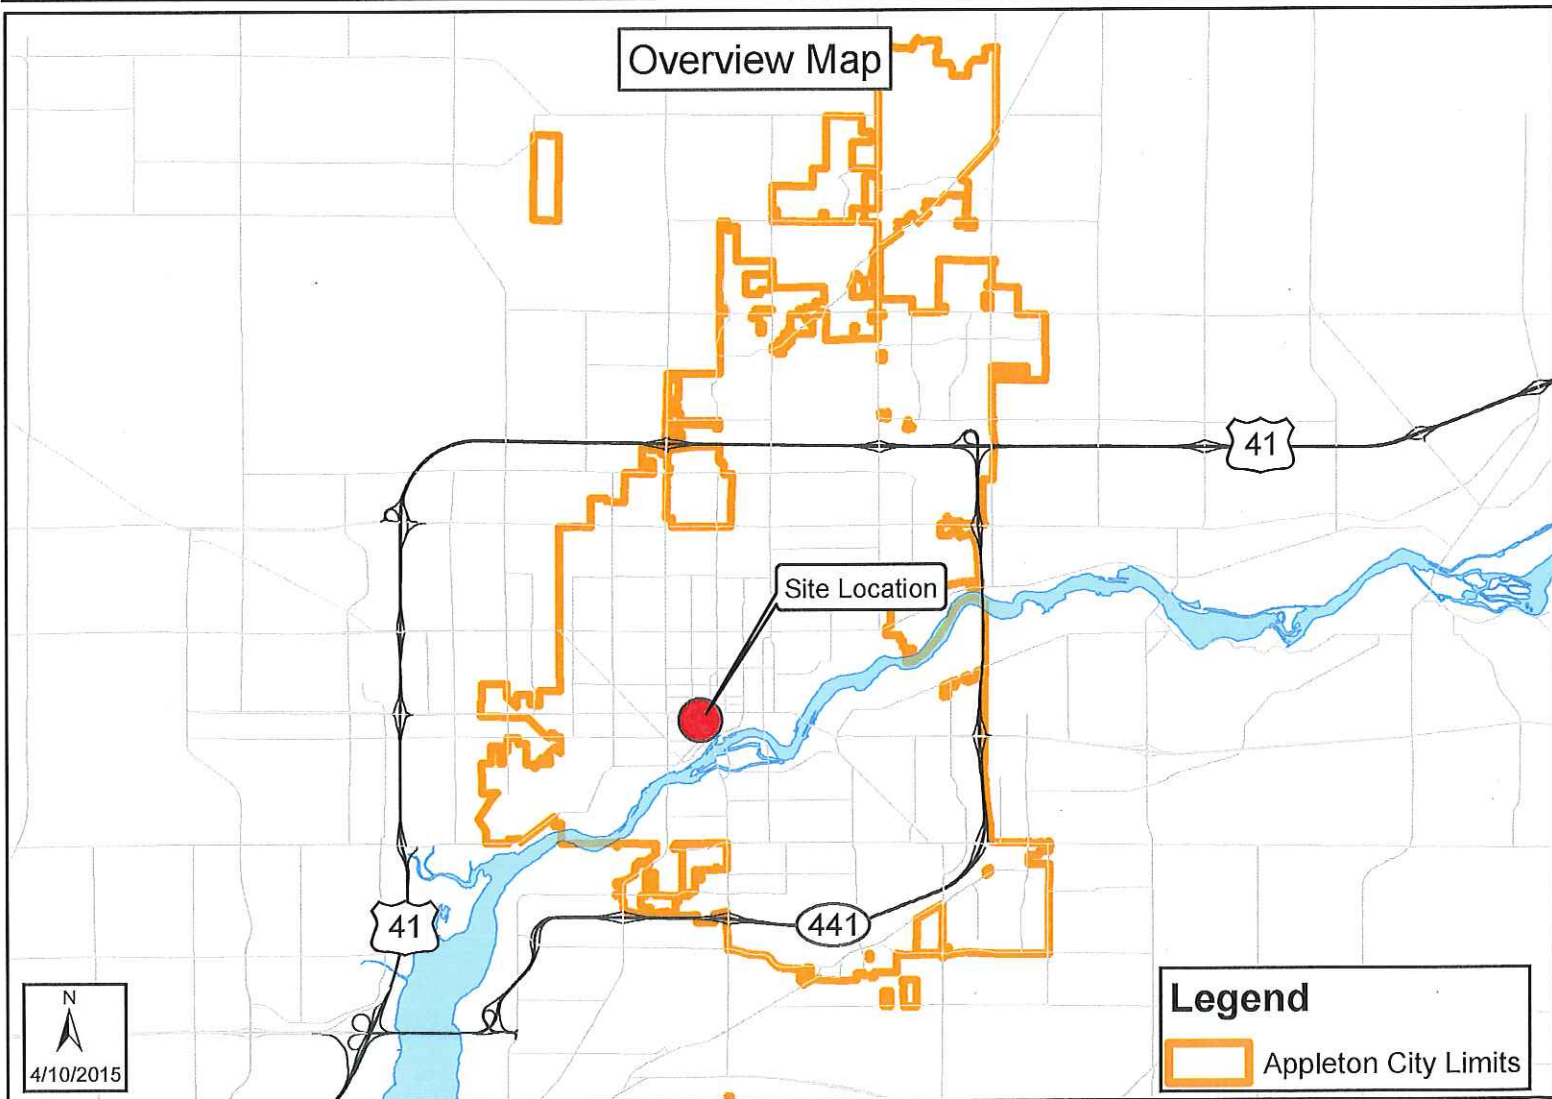 Overview Map
41
Site Location
41
441
N
4/10/2015
Legend
Appleton City Limits